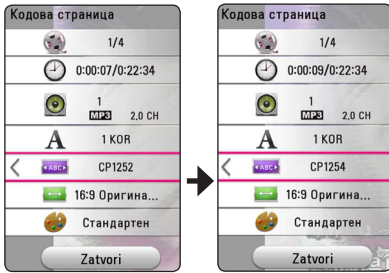 Кодова страница
1/4
0:00:07/0:22:34
1
MP3 2,0 CH
A 1 KOR
ABC CP1252
16:9 Оригина...
Стандартен
Zatvori
Кодова страница
1/4
0:00:09/0:22:34
1
MP3 2,0 CH
A 1 KOR
ABC CP1254
16:9 Оригина...
Стандартен
Zatvori